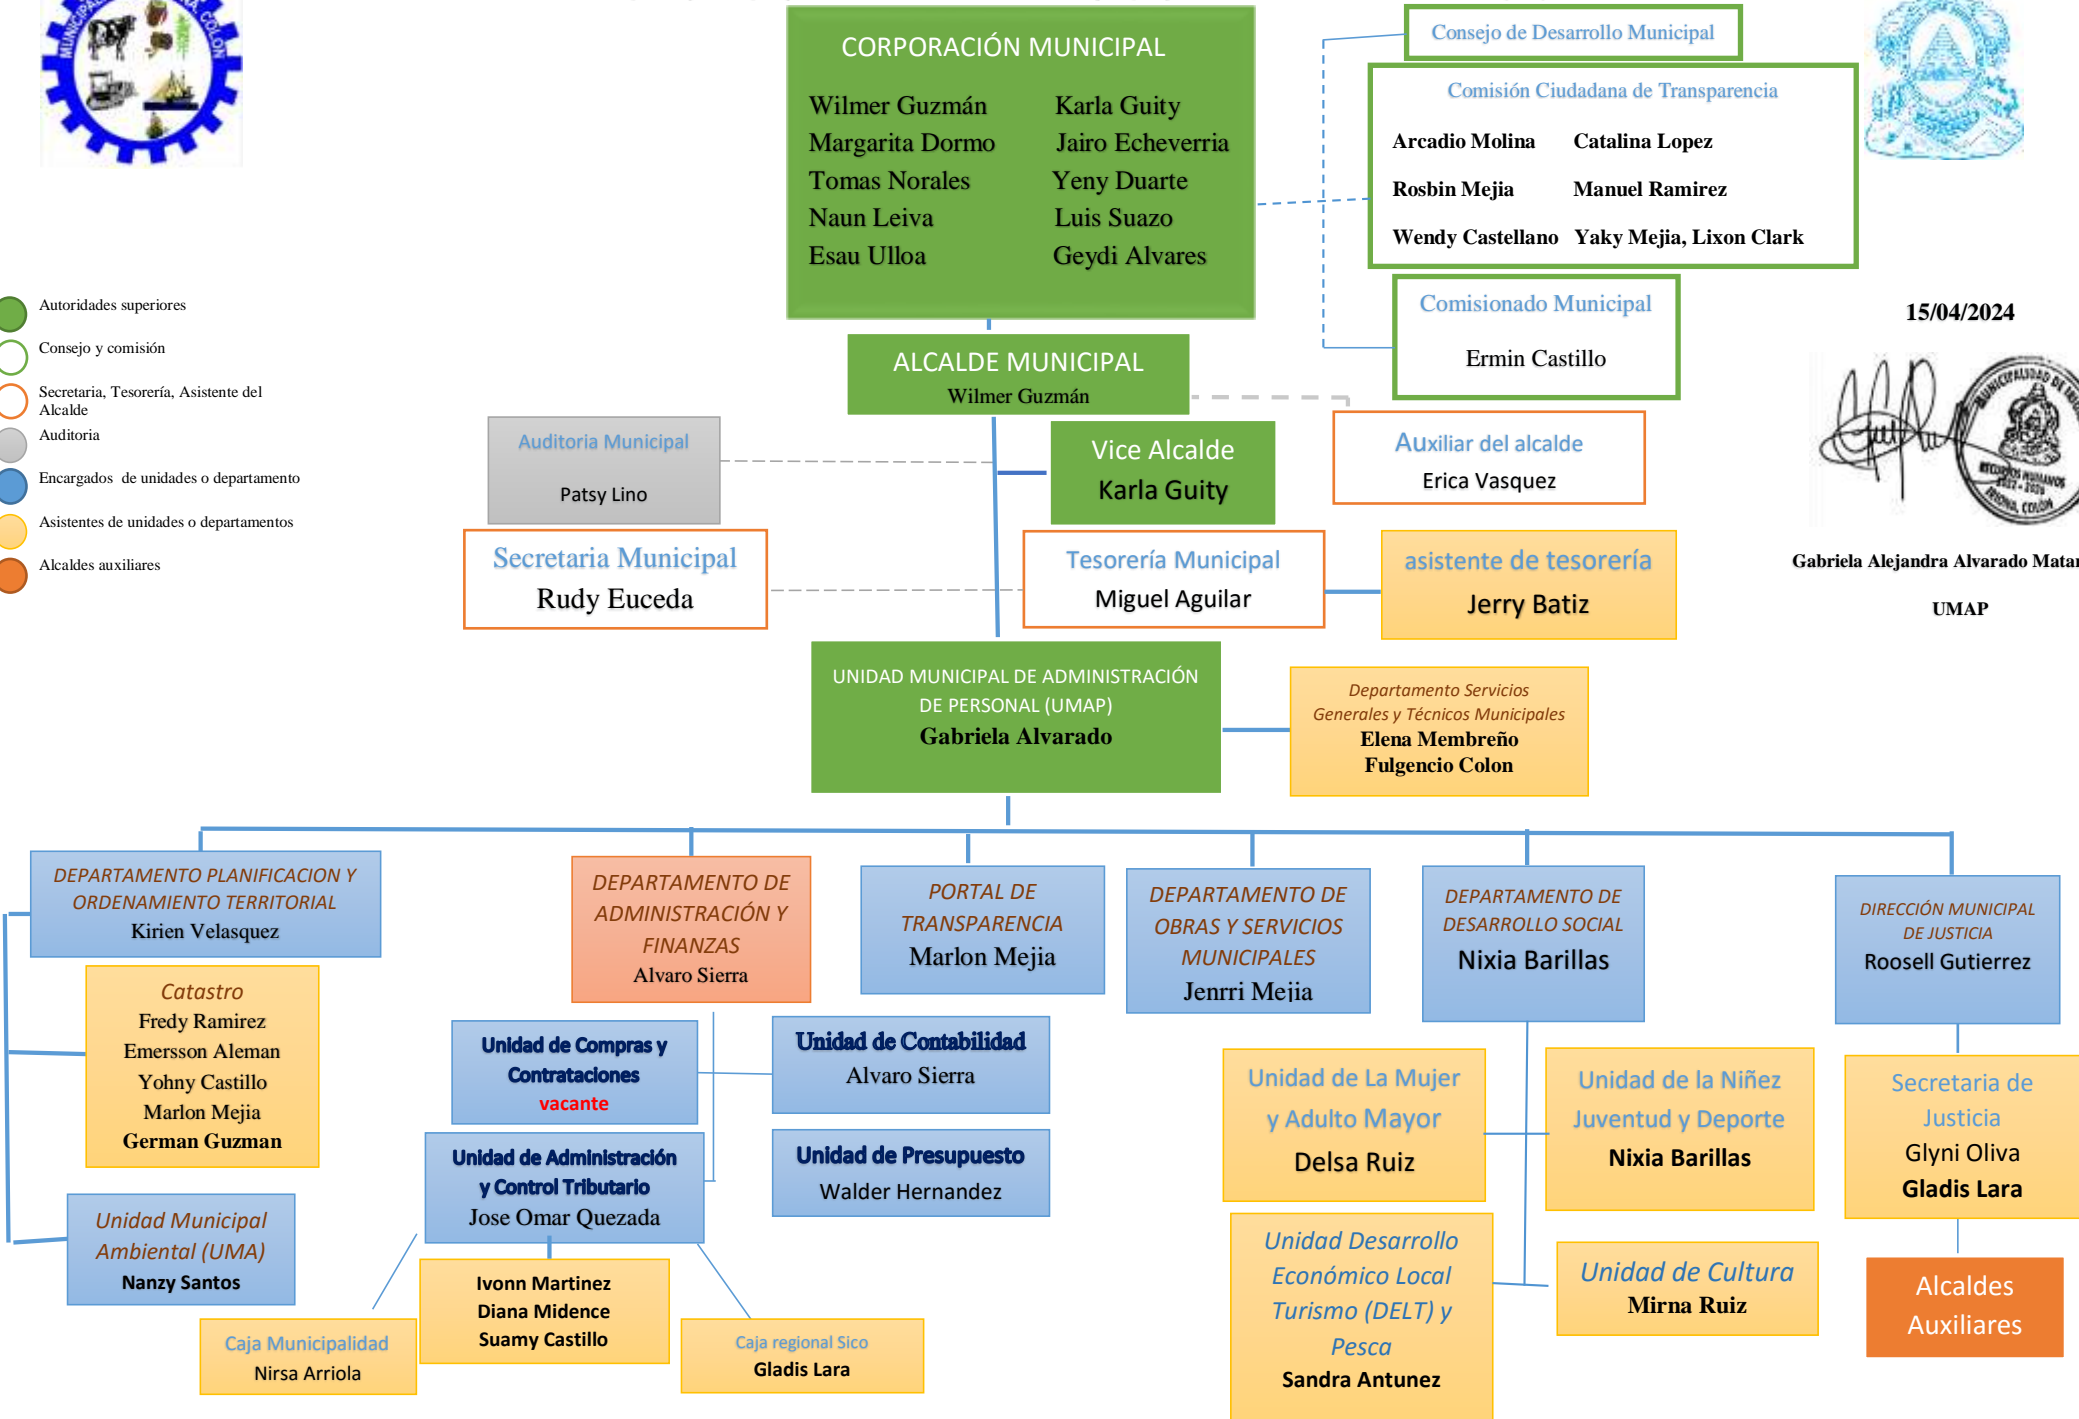 CORPORACIÓN MUNICIPAL
Wilmer Guzmán Karla Guity
Margarita Dormo Jairo Echeverria
Tomas Norales Yeny Duarte
Naun Leiva Luis Suazo
Esau Ulloa Geydi Alvares
Consejo de Desarrollo Municipal
Comisión Ciudadana de Transparencia
Arcadio Molina Catalina Lopez
Rosbin Mejia Manuel Ramirez
Wendy Castellano Yaky Mejia, Lixon Clark
Comisionado Municipal
Ermin Castillo
15/04/2024
Gabriela Alejandra Alvarado
UMAP
Autoridades superiores
Consejo y comisión
Secretaria, Tesorería, Asistente del
Alcalde
Auditoria
Encargados de unidades o departamento
Asistentes de unidades o departamentos
Alcaldes auxiliares
ALCALDE MUNICIPAL
Wilmer Guzmán
Auditoria Municipal
Patsy Lino
Vice Alcalde
Karla Guity
Auxiliar del alcalde
Erica Vasquez
Secretaria Municipal
Rudy Euceda
Tesorería Municipal
Miguel Aguilar
asistente de tesorería
Jerry Batiz
UNIDAD MUNICIPAL DE ADMINISTRACIÓN
DE PERSONAL (UMAP)
Gabriela Alvarado
Departamento Servicios
Generales y Técnicos Municipales
Elena Membreño
Fulgencio Colon
DEPARTAMENTO PLANIFICACION Y
ORDENAMIENTO TERRITORIAL
Kirien Velasquez
Catastro
Fredy Ramirez
Emersson Aleman
Yohny Castillo
Marlon Mejia
German Guzman
Unidad Municipal
Ambiental (UMA)
Nanzy Santos
DEPARTAMENTO DE
ADMINISTRACIÓN Y
FINANZAS
Alvaro Sierra
Unidad de Compras y
Contrataciones
vacante
Unidad de Contabilidad
Alvaro Sierra
Unidad de Administración
y Control Tributario
Jose Omar Quezada
Unidad de Presupuesto
Walder Hernandez
Caja Municipalidad
Nirsa Arriola
Ivonn Martinez
Diana Midence
Suamy Castillo
Caja regional Sico
Gladis Lara
PORTAL DE
TRANSPARENCIA
Marlon Mejia
DEPARTAMENTO DE
OBRAS Y SERVICIOS
MUNICIPALES
Jenrri Mejia
DEPARTAMENTO DE
DESARROLLO SOCIAL
Nixia Barillas
Unidad de La Mujer
y Adulto Mayor
Delsa Ruiz
Unidad de la Niñez
Juventud y Deporte
Nixia Barillas
Unidad Desarrollo
Económico Local
Turismo (DELT) y
Pesca
Sandra Antunez
Unidad de Cultura
Mirna Ruiz
DIRECCIÓN MUNICIPAL
DE JUSTICIA
Roosell Gutierrez
Secretaria de
Justicia
Glyni Oliva
Gladis Lara
Alcaldes
Auxiliares